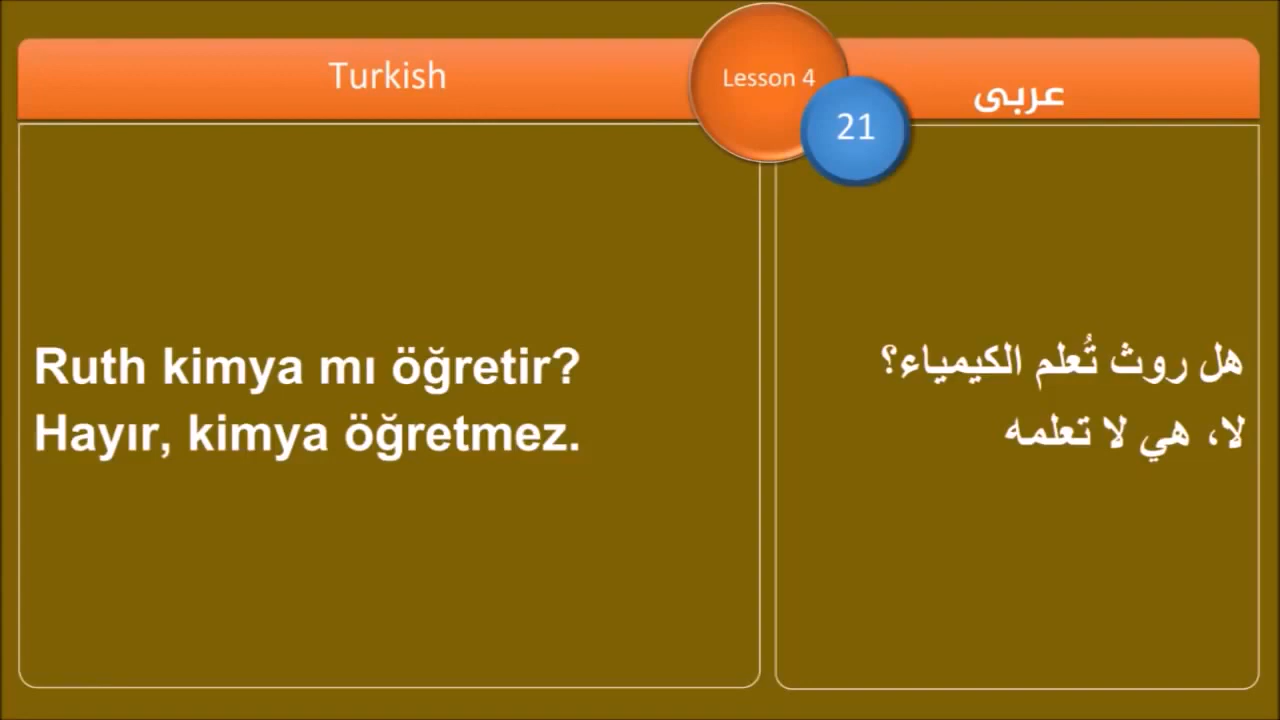 Turkish
Lesson 4
21
عربى
Ruth kimya mı öğretir?
Hayır, kimya öğretmez.
هل روث تُعلم الكيمياء؟
لا، هي لا تعلمه